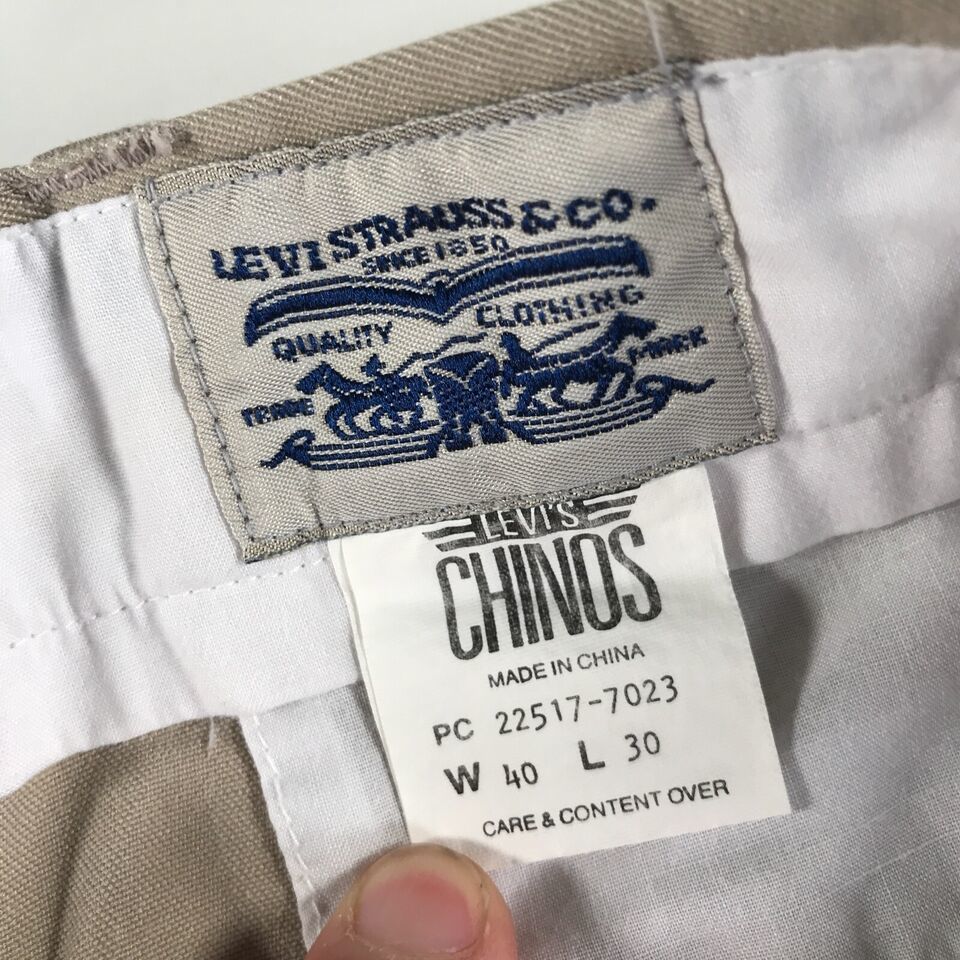 LEVI STRAUSS & CO.
SINCE 1850
QUALITY CLOTHING
TRADE MARK
LEVI'S
CHINOS
MADE IN CHINA
PC 22517-7023
W 40 L 30
CARE & CONTENT OVER